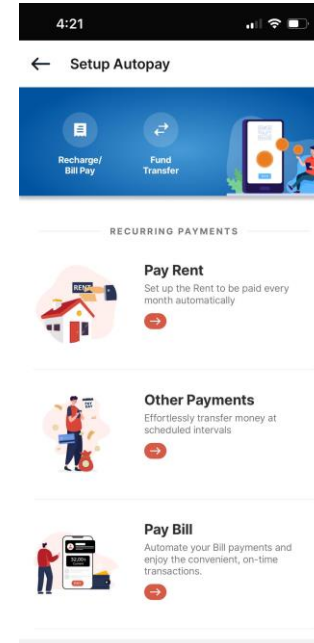 4:21
Setup Autopay
Recharge/
Bill Pay
Fund
Transfer
RECURRING PAYMENTS
RENT
Pay Rent
Set up the Rent to be paid every
month automatically
Other Payments
Effortlessly transfer money at
scheduled intervals
Pay Bill
Automate your Bill payments and
enjoy the convenient, on-time
transactions.